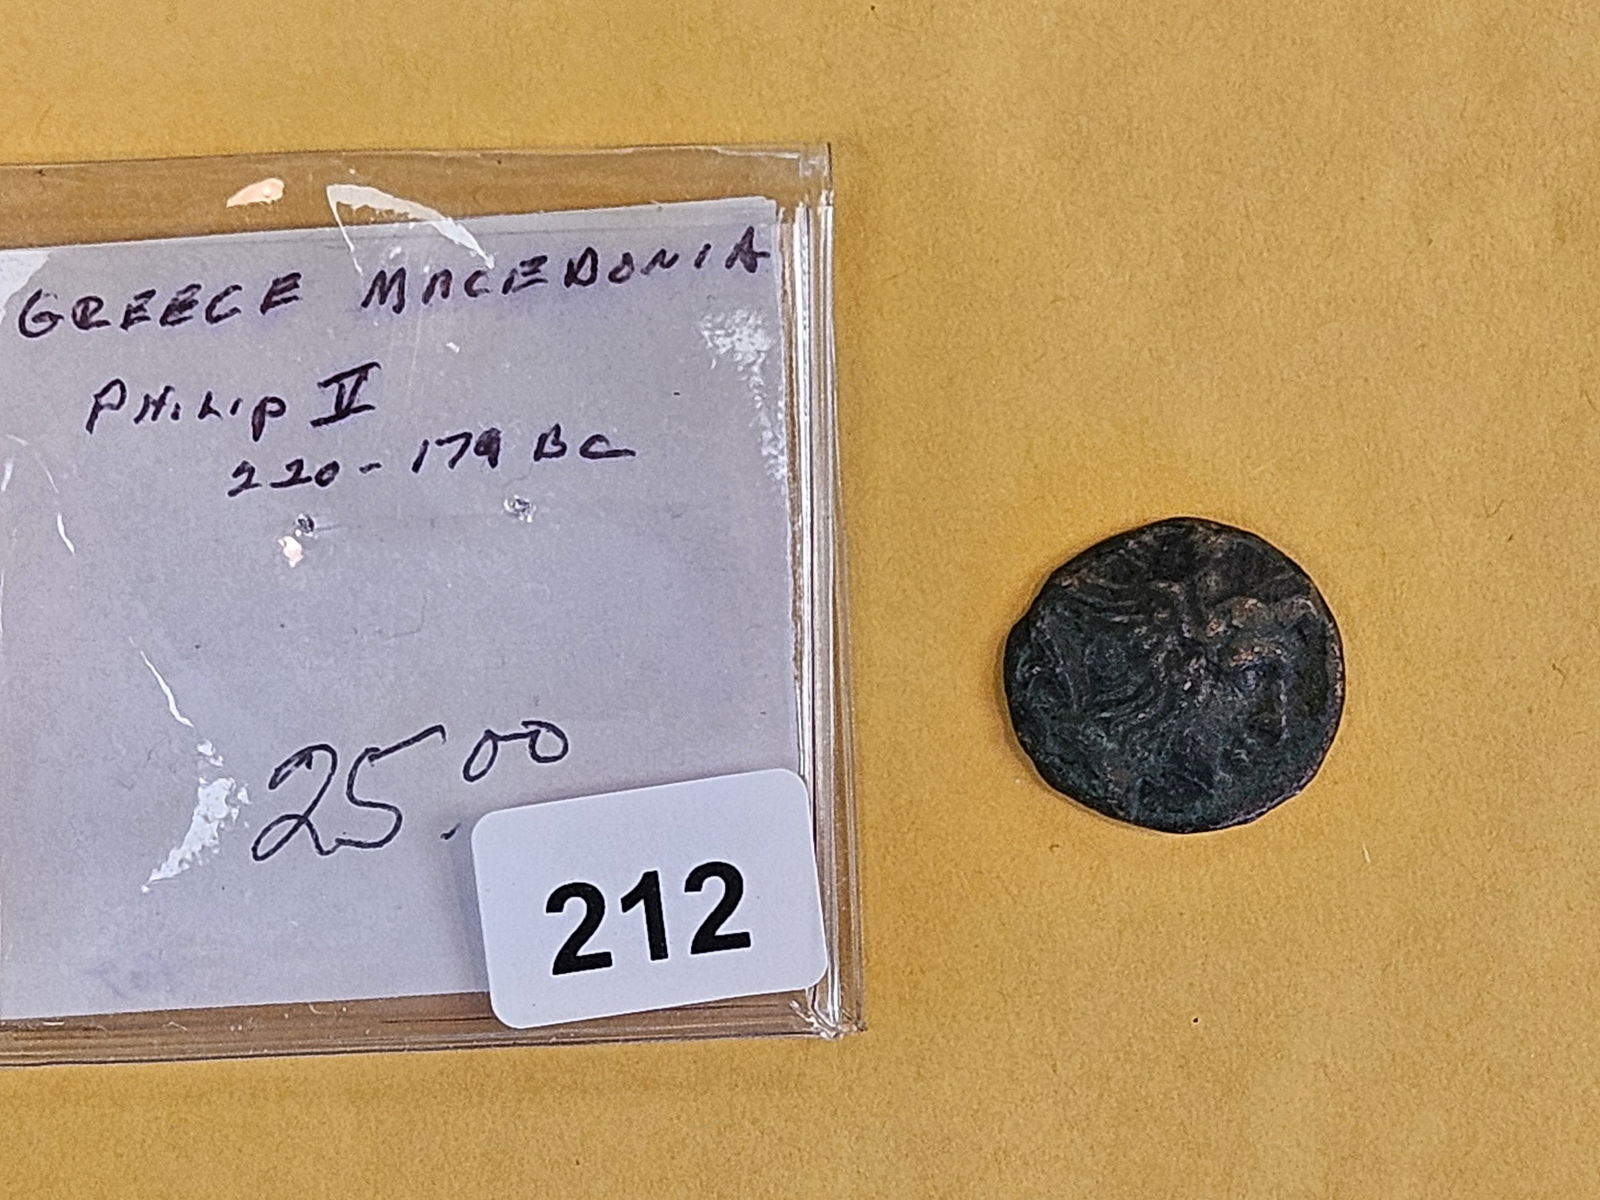 GREECE MACEDONIA
PHILIP V
220-179 BC
25.00
212